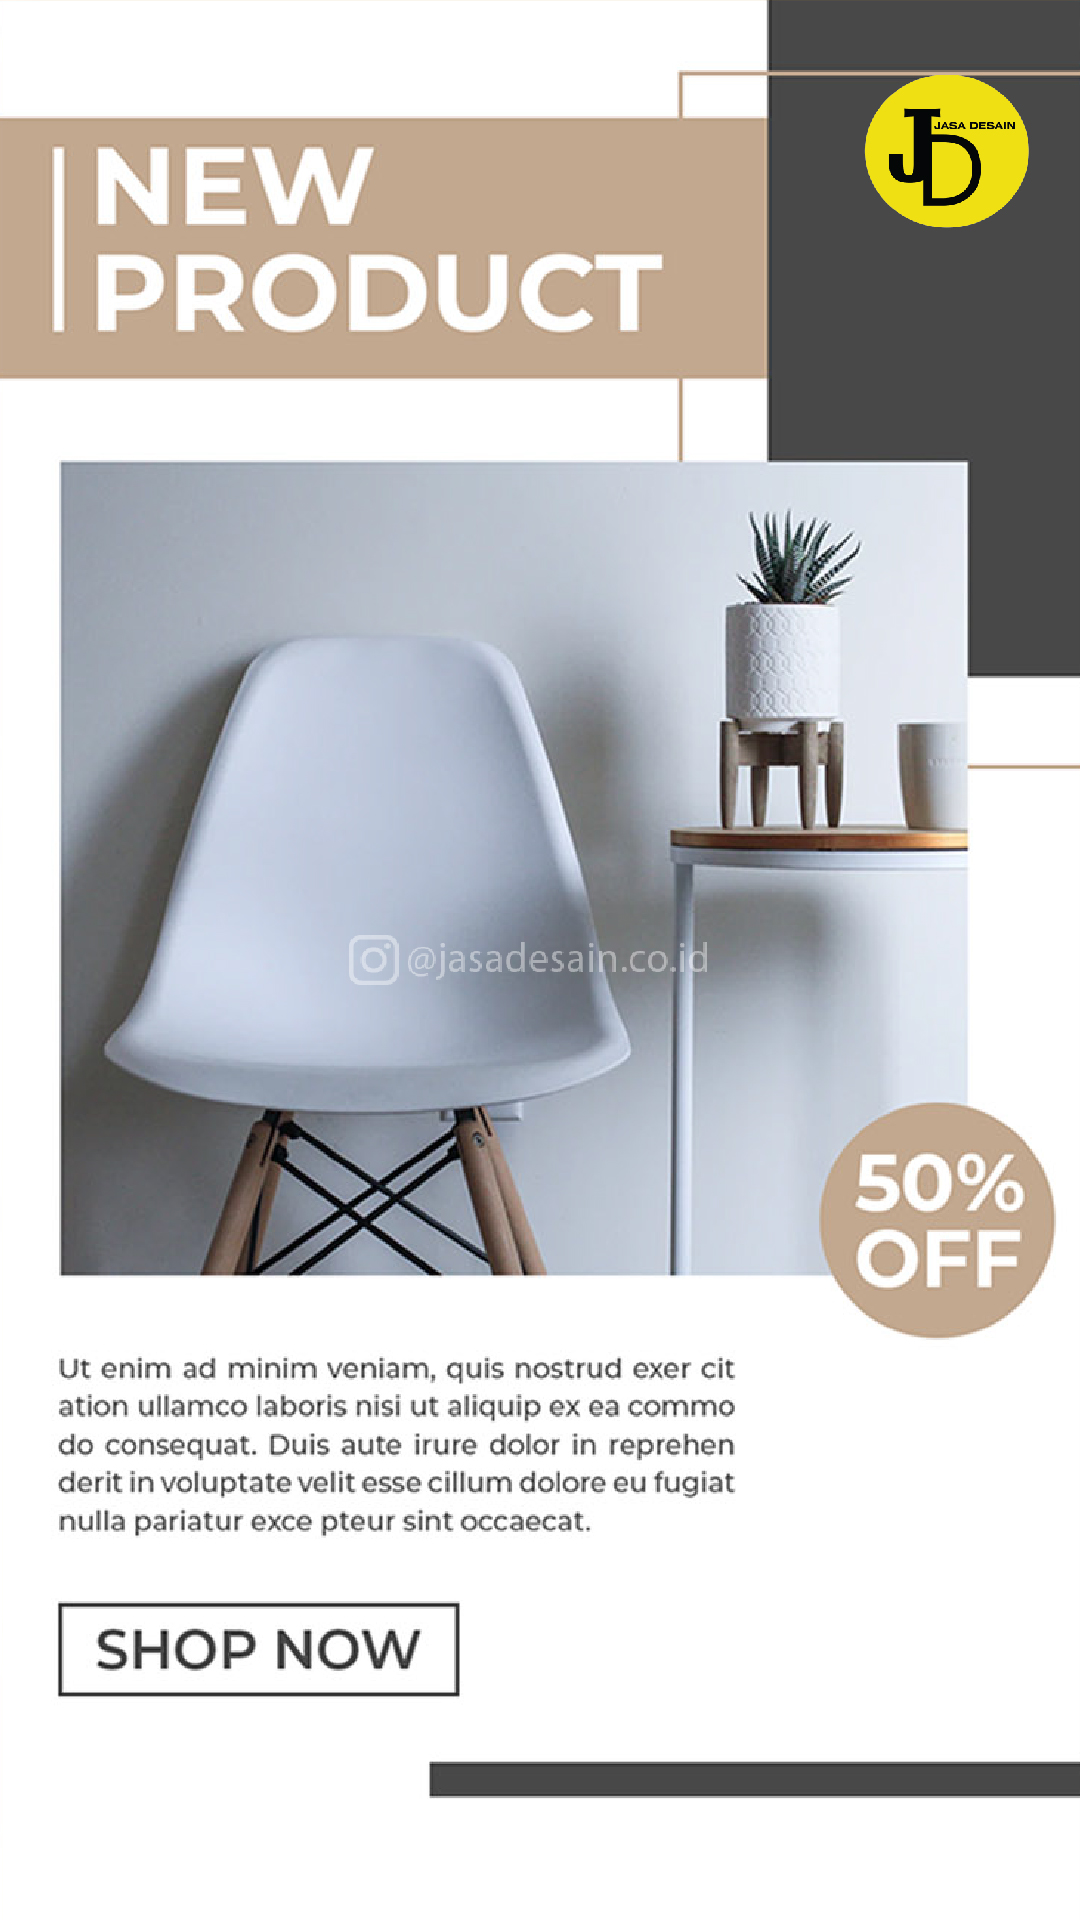 JASA DESAIN
JD
NEW
PRODUCT
@jasadesain.co.id
50%
OFF
Ut enim ad minim veniam, quis nostrud exer cit
ation ullamco laboris nisi ut aliquip ex ea commo
do consequat. Duis aute irure dolor in reprehen
derit in voluptate velit esse cillum dolore eu fugiat
nulla pariatur exce pteur sint occaecat.
SHOP NOW